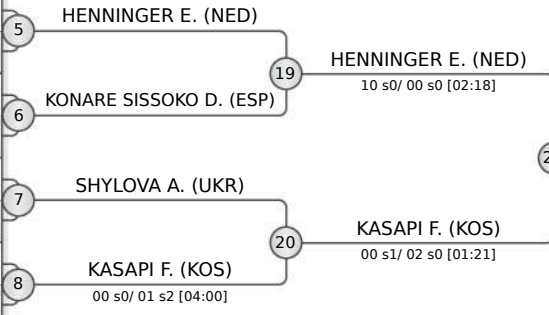 HENNINGER E. (NED)
5
19
HENNINGER E. (NED)
10 s0/ 00 s0 [02:18]
KONARE SISSOKO D. (ESP)
6
SHYLOVA A. (UKR)
7
20
KASAPI F. (KOS)
00 s1/ 02 s0 [01:21]
KASAPI F. (KOS)
8
00 s0/ 01 s2 [04:00]